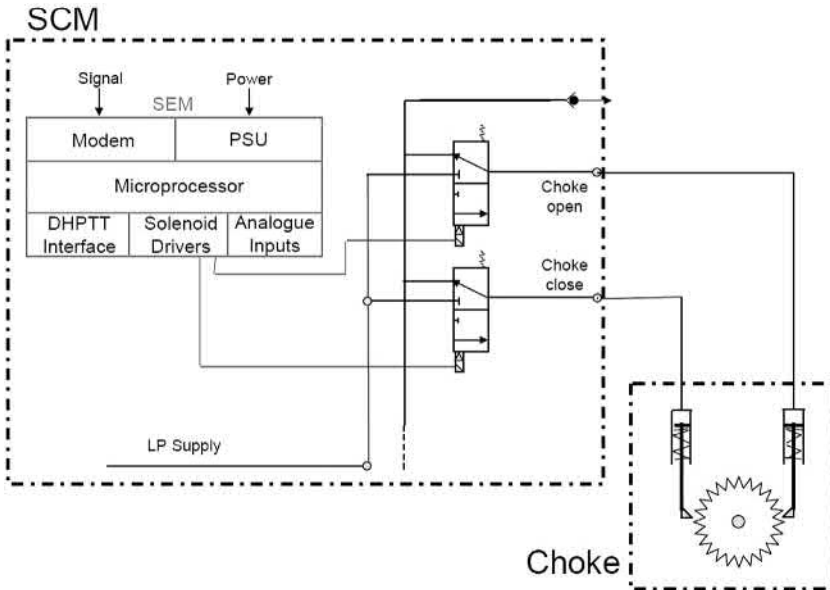 SCM
Signal
Power
SEM
Modem
PSU
Microprocessor
DHPTT
Interface
Solenoid
Drivers
Analogue
Inputs
Choke
open
Choke
close
LP Supply
Choke